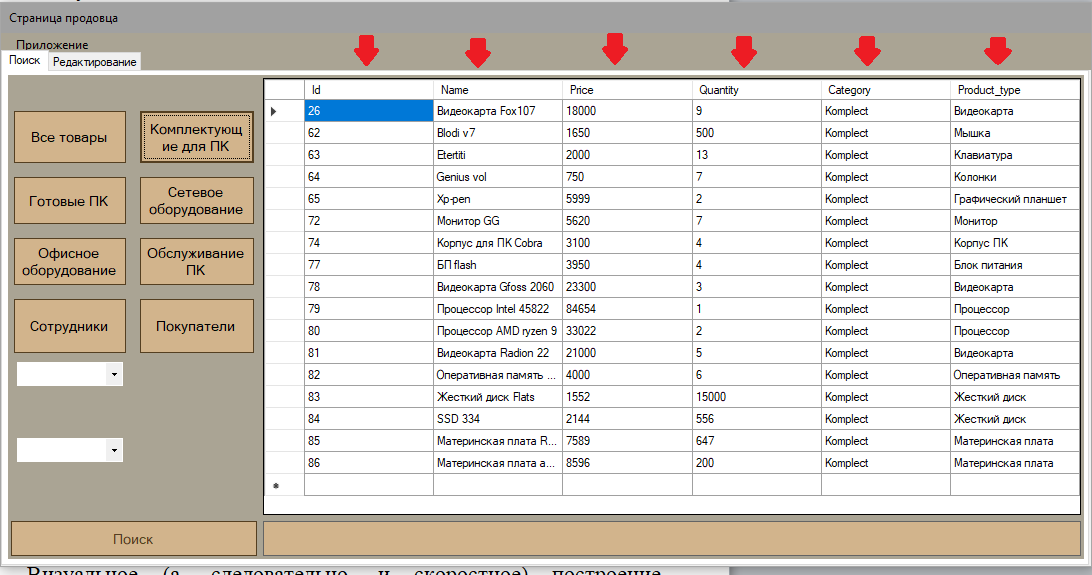 Страница продовца
Приложение
Поиск Редактирование
Все товары
Комплектующ
ие для ПК
Готовые ПК
Сетевое
оборудование
Офисное
оборудование
Обслуживание
ПК
Сотрудники
Покупатели
Поиск
Id Name Price Quantity Category Product_type
26 Видеокарта Fox107 18000 9 Komplect Видеокарта
62 Blodi v7 1650 500 Komplect Мышка
63 Etertiti 2000 13 Komplect Клавиатура
64 Genius vol 750 7 Komplect Колонки
65 Xp-pen 5999 2 Komplect Графический планшет
72 Монитор GG 5620 7 Komplect Монитор
74 Корпус для ПК Cobra 3100 4 Komplect Корпус ПК
77 БП flash 3950 4 Komplect Блок питания
78 Видеокарта Gfoss 2060 23300 3 Komplect Видеокарта
79 Процессор Intel 45822 84654 1 Komplect Процессор
80 Процессор AMD ryzen 9 33022 2 Komplect Процессор
81 Видеокарта Radion 22 21000 5 Komplect Видеокарта
82 Оперативная память ... 4000 6 Komplect Оперативная память
83 Жесткий диск Flats 1552 15000 Komplect Жесткий диск
84 SSD 334 2144 556 Komplect Жесткий диск
85 Материнская плата R... 7589 647 Komplect Материнская плата
86 Материнская плата a... 8596 200 Komplect Материнская плата
Визуальное (а следовательно и скоростное) построение